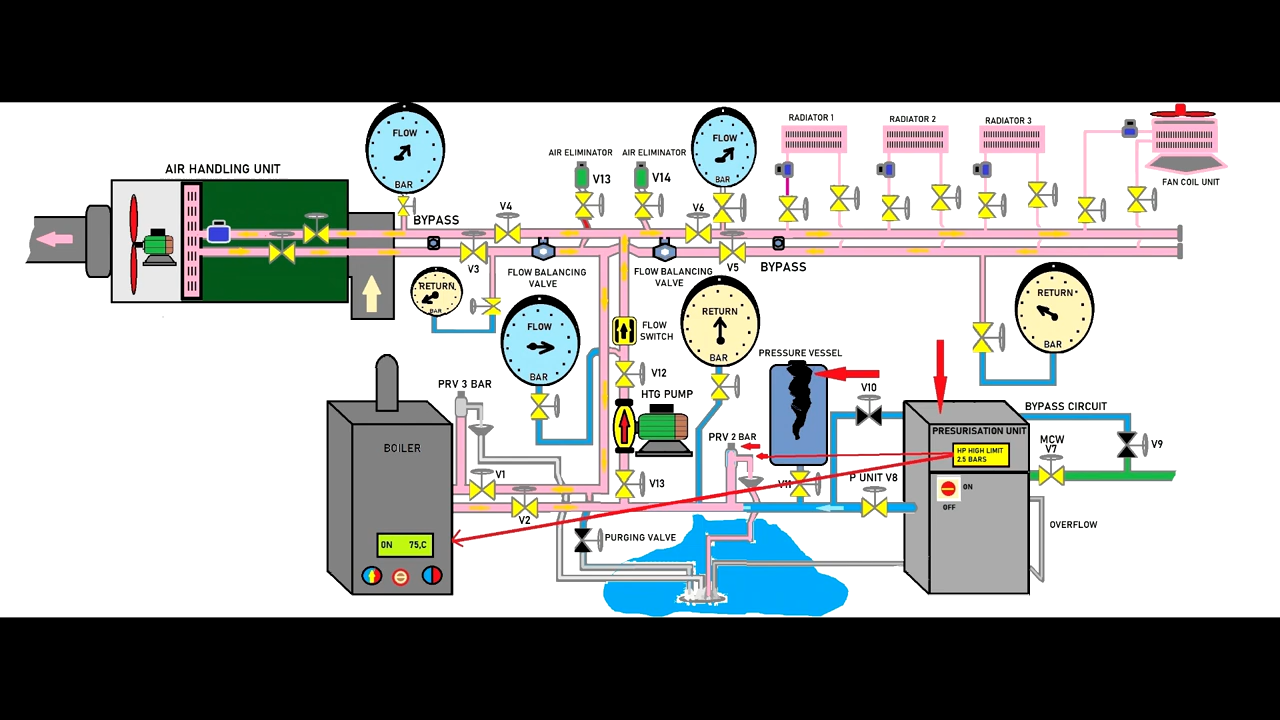 AIR HANDLING UNIT
FLOW
BAR
BYPASS
V4
V3
RETURN
BAR
AIR ELIMINATOR
V13
AIR ELIMINATOR
V14
FLOW BALANCING
VALVE
FLOW BALANCING
VALVE
V6
V5
FLOW
BAR
BYPASS
RADIATOR 1
RADIATOR 2
RADIATOR 3
FAN COIL UNIT
RETURN
BAR
FLOW
BAR
FLOW
SWITCH
V12
HTG PUMP
V13
RETURN
BAR
PRESSURE VESSEL
V10
PRV 3 BAR
BOILER
V1
V2
ON 75,C
PURGING VALVE
PRV 2 BAR
V11
P UNIT V8
BYPASS CIRCUIT
PRESURISATION UNIT
HP HIGH LIMIT
2.5 BARS
ON
OFF
MCW
V7
V9
OVERFLOW